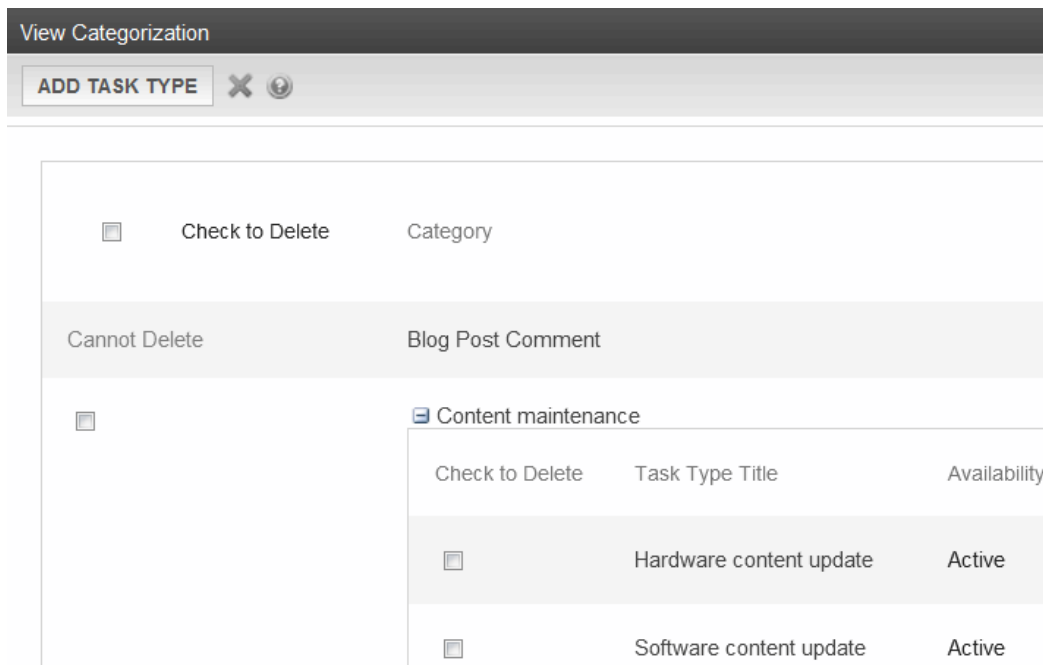 View Categorization
ADD TASK TYPE
Check to Delete Category
Cannot Delete Blog Post Comment
Content maintenance
Check to Delete Task Type Title Availability
Hardware content update Active
Software content update Active